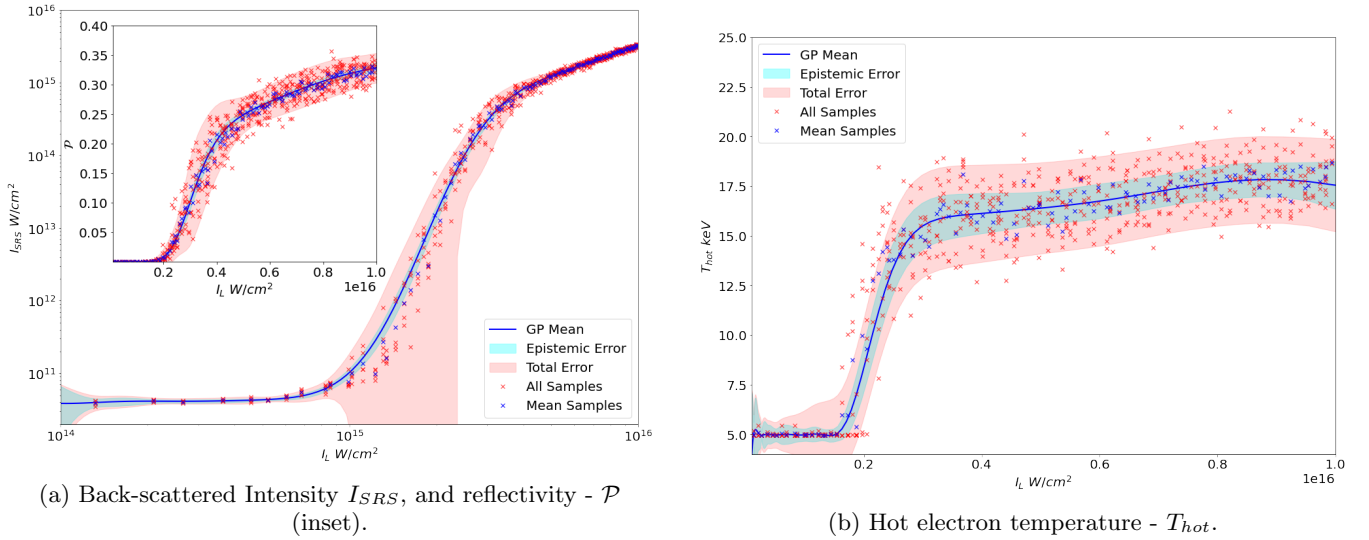 0.40
0.35
0.30
0.25
0.20
0.15
0.10
0.05
P
0.2 0.4 0.6 0.8 1.0
1e16
I_L W/cm²
10¹⁶
10¹⁵
10¹⁴
10¹³
10¹²
10¹¹
I_SRS W/cm²
GP Mean
Epistemic Error
Total Error
All Samples
Mean Samples
10¹⁴ 10¹⁵ 10¹⁶
I_L W/cm²
(a) Back-scattered Intensity I_SRS, and reflectivity - 𝒫
(inset).
25.0
22.5
20.0
17.5
15.0
12.5
10.0
7.5
5.0
T_hot keV
GP Mean
Epistemic Error
Total Error
All Samples
Mean Samples
0.2 0.4 0.6 0.8 1.0
1e16
I_L W/cm²
(b) Hot electron temperature - T_hot.